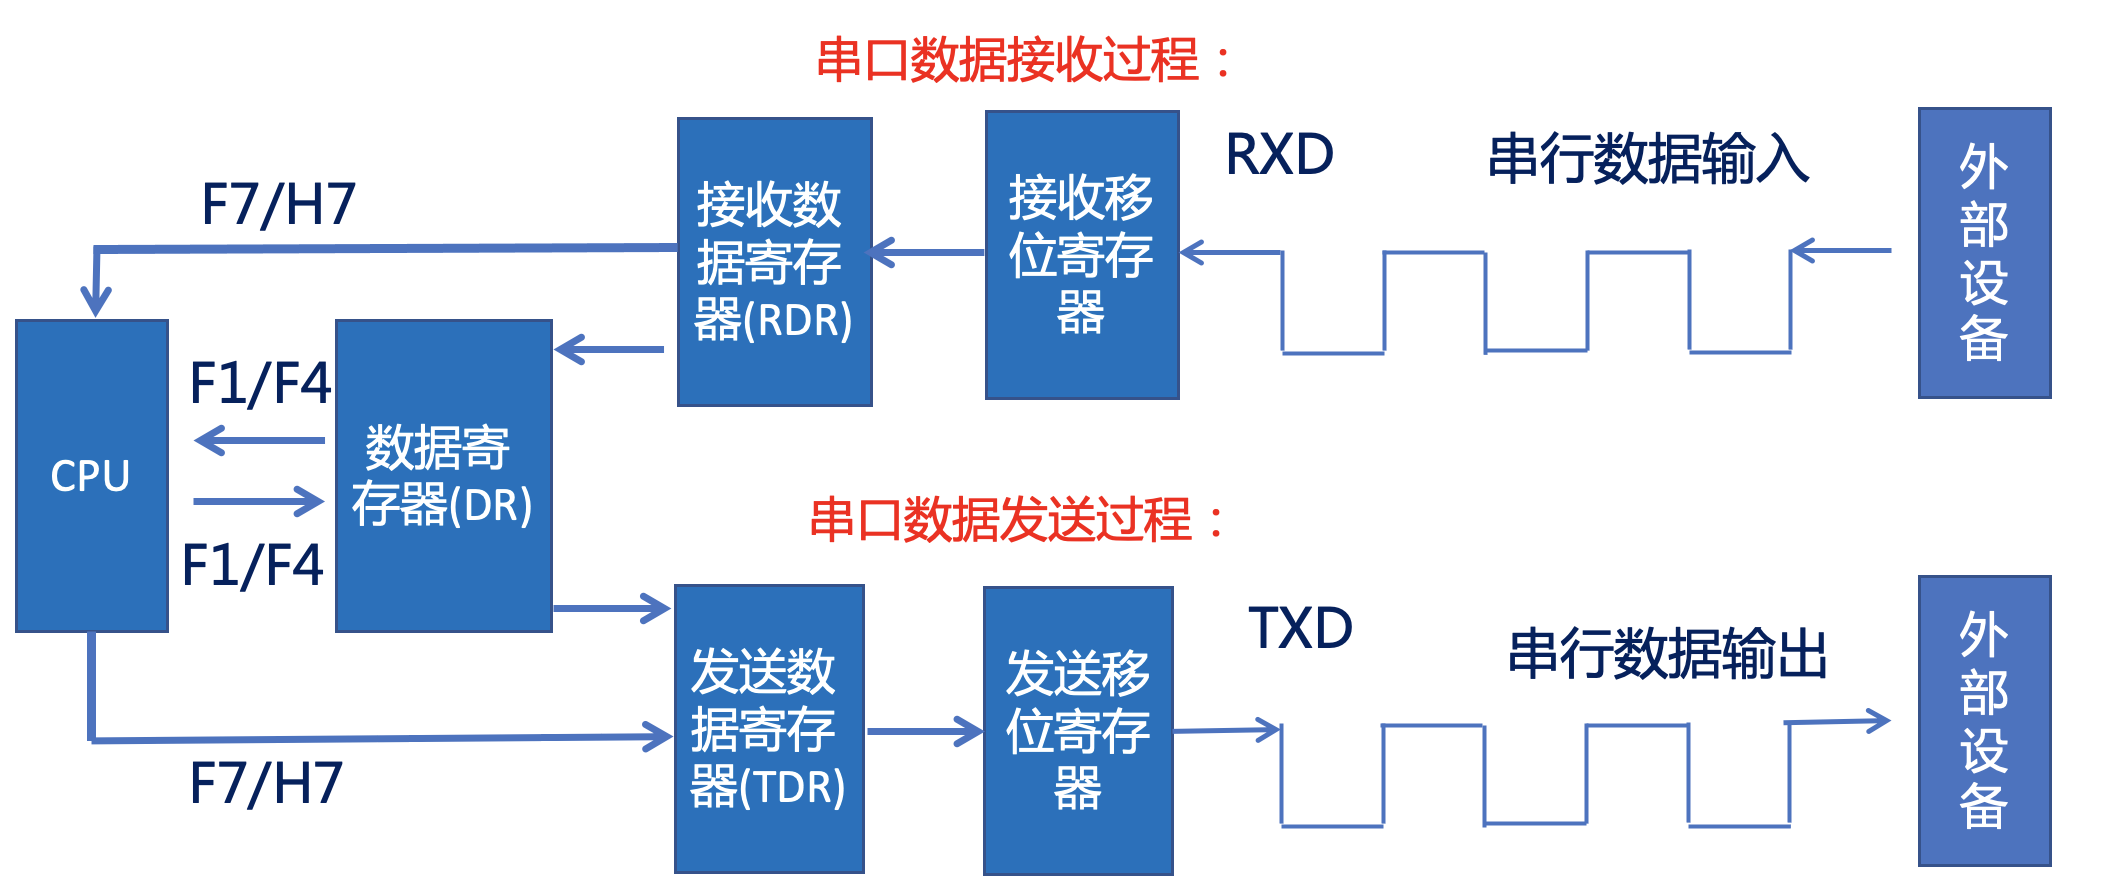 串口数据接收过程：
RXD
串行数据输入
外
部
设
备
接收移
位寄存
器
接收数
据寄存
器(RDR)
F7/H7
F1/F4
CPU
数据寄
存器(DR)
F1/F4
串口数据发送过程：
TXD
串行数据输出
外
部
设
备
发送数
据寄存
器(TDR)
发送移
位寄存
器
F7/H7